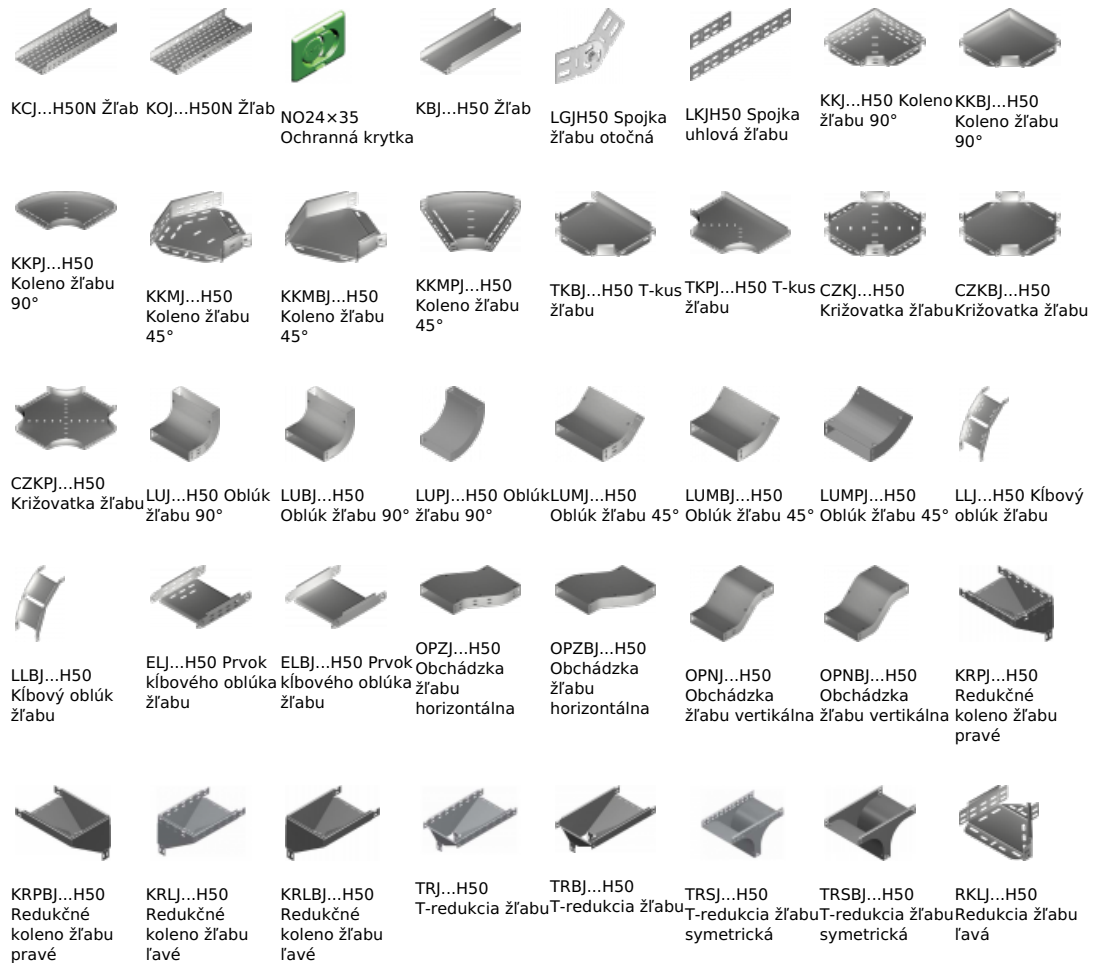 KCJ...H50N Žľab
KOJ...H50N Žľab
NO24×35
Ochranná krytka
KBJ...H50 Žľab
LGJH50 Spojka
žľabu otočná
LKJH50 Spojka
uhlová žľabu
KKJ...H50 Koleno
žľabu 90°
KKBJ...H50
Koleno žľabu
90°
KKPJ...H50
Koleno žľabu
90°
KKMJ...H50
Koleno žľabu
45°
KKMBJ...H50
Koleno žľabu
45°
KKMPJ...H50
Koleno žľabu
45°
TKBJ...H50 T-kus
žľabu
TKPJ...H50 T-kus
žľabu
CZKJ...H50
Križovatka žľabu
CZKBJ...H50
Križovatka žľabu
CZKPJ...H50
Križovatka žľabu
LUJ...H50 Oblúk
žľabu 90°
LUBJ...H50
Oblúk žľabu 90°
LUPJ...H50 Oblúk
žľabu 90°
LUMJ...H50
Oblúk žľabu 45°
LUMBJ...H50
Oblúk žľabu 45°
LUMPJ...H50
Oblúk žľabu 45°
LLJ...H50 Kĺbový
oblúk žľabu
LLBJ...H50
Kĺbový oblúk
žľabu
ELJ...H50 Prvok
kĺbového oblúka
žľabu
ELBJ...H50 Prvok
kĺbového oblúka
žľabu
OPZJ...H50
Obchádzka
žľabu
horizontálna
OPZBJ...H50
Obchádzka
žľabu
horizontálna
OPNJ...H50
Obchádzka
žľabu vertikálna
OPNBJ...H50
Obchádzka
žľabu vertikálna
KRPJ...H50
Redukčné
koleno žľabu
pravé
KRPBJ...H50
Redukčné
koleno žľabu
pravé
KRLJ...H50
Redukčné
koleno žľabu
ľavé
KRLBJ...H50
Redukčné
koleno žľabu
ľavé
TRJ...H50
T-redukcia žľabu
TRBJ...H50
T-redukcia žľabu
TRSJ...H50
T-redukcia žľabu
symetrická
TRSBJ...H50
T-redukcia žľabu
symetrická
RKLJ...H50
Redukcia žľabu
ľavá